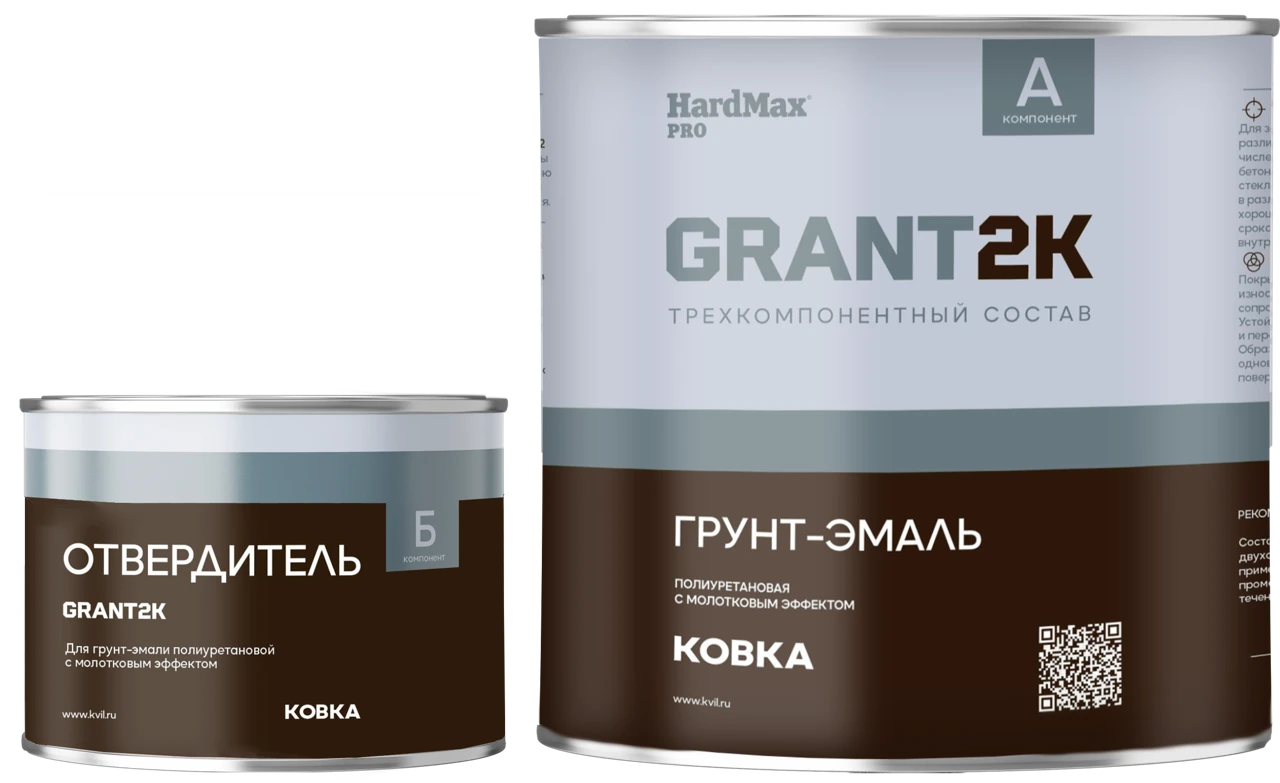 ОТВЕРДИТЕЛЬ
GRANT2K
Для грунт-эмали полиуретановой
с молотковым эффектом
www.kvil.ru
КОВКА
Б
КОМПОНЕНТ
HardMax®
PRO
А
КОМПОНЕНТ
GRANT2K
ТРЕХКОМПОНЕНТНЫЙ СОСТАВ
ГРУНТ-ЭМАЛЬ
ПОЛИУРЕТАНОВАЯ
С МОЛОТКОВЫМ ЭФФЕКТОМ
КОВКА
www.kvil.ru
Для
в
и